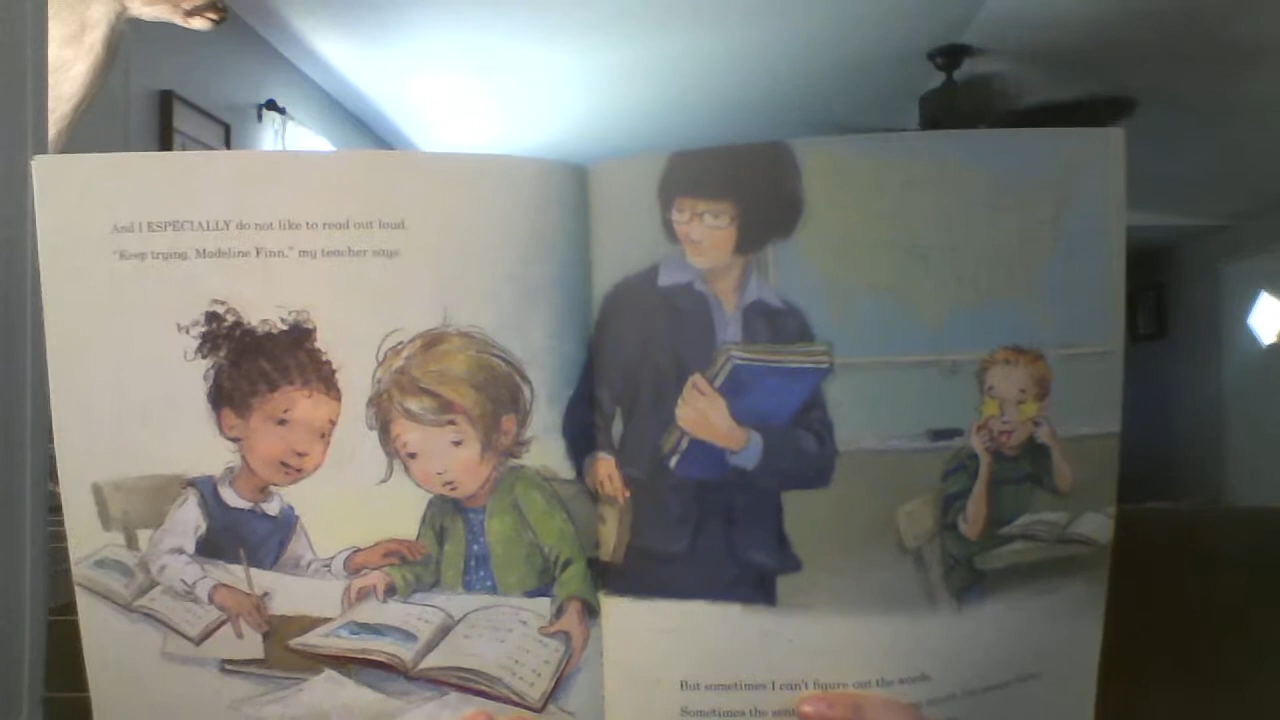 And I ESPECIALLY do not like to read out loud.
"Keep trying, Madeline Finn," my teacher says.
But sometimes I can't figure out the words.
Sometimes the